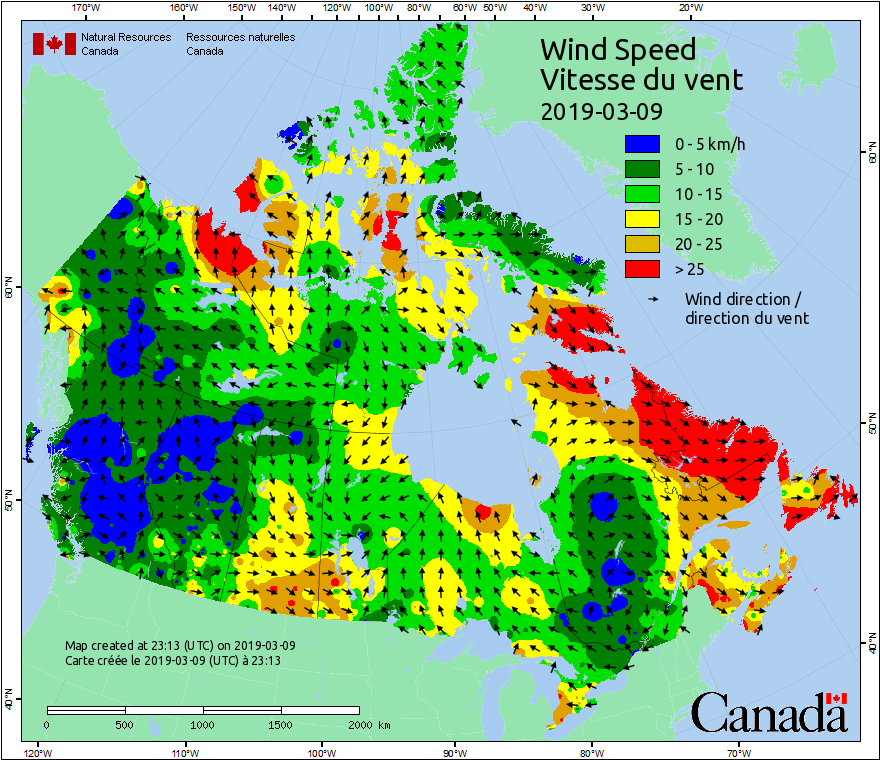 170°W 160°W 150°W 140°W 120°W 100°W 80°W 60°W 50°W 40°W 30°W 20°W
Natural Resources Ressources naturelles
Canada Canada
Wind Speed
Vitesse du vent
2019-03-09
0 - 5 km/h
5 - 10
10 - 15
15 - 20
20 - 25
> 25
Wind direction /
direction du vent
60°N
50°N
40°N
60°N
50°N
40°N
Map created at 23:13 (UTC) on 2019-03-09
Carte créée le 2019-03-09 (UTC) à 23:13
0 500 1000 1500 2000 km
Canada
120°W 110°W 100°W 90°W 80°W 70°W